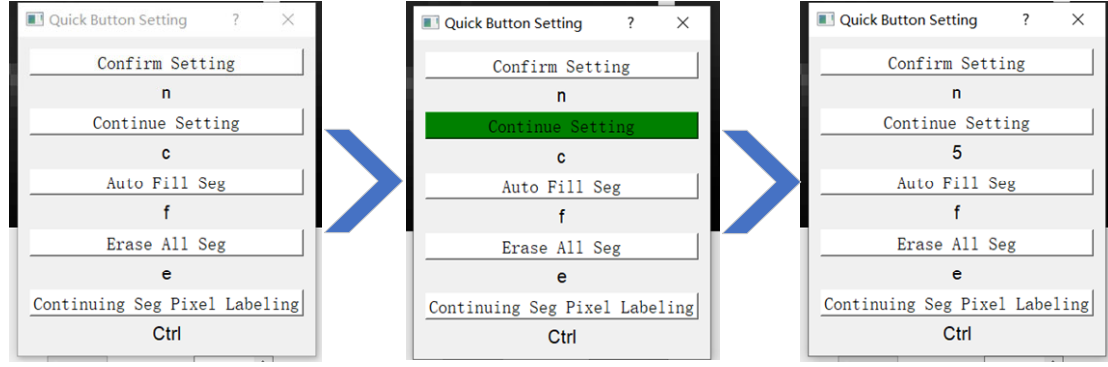 Quick Button Setting ? ×
Confirm Setting
n
Continue Setting
c
Auto Fill Seg
f
Erase All Seg
e
Continuing Seg Pixel Labeling
Ctrl
Quick Button Setting ? ×
Confirm Setting
n
Continue Setting
c
Auto Fill Seg
f
Erase All Seg
e
Continuing Seg Pixel Labeling
Ctrl
Quick Button Setting ? ×
Confirm Setting
n
Continue Setting
5
Auto Fill Seg
f
Erase All Seg
e
Continuing Seg Pixel Labeling
Ctrl